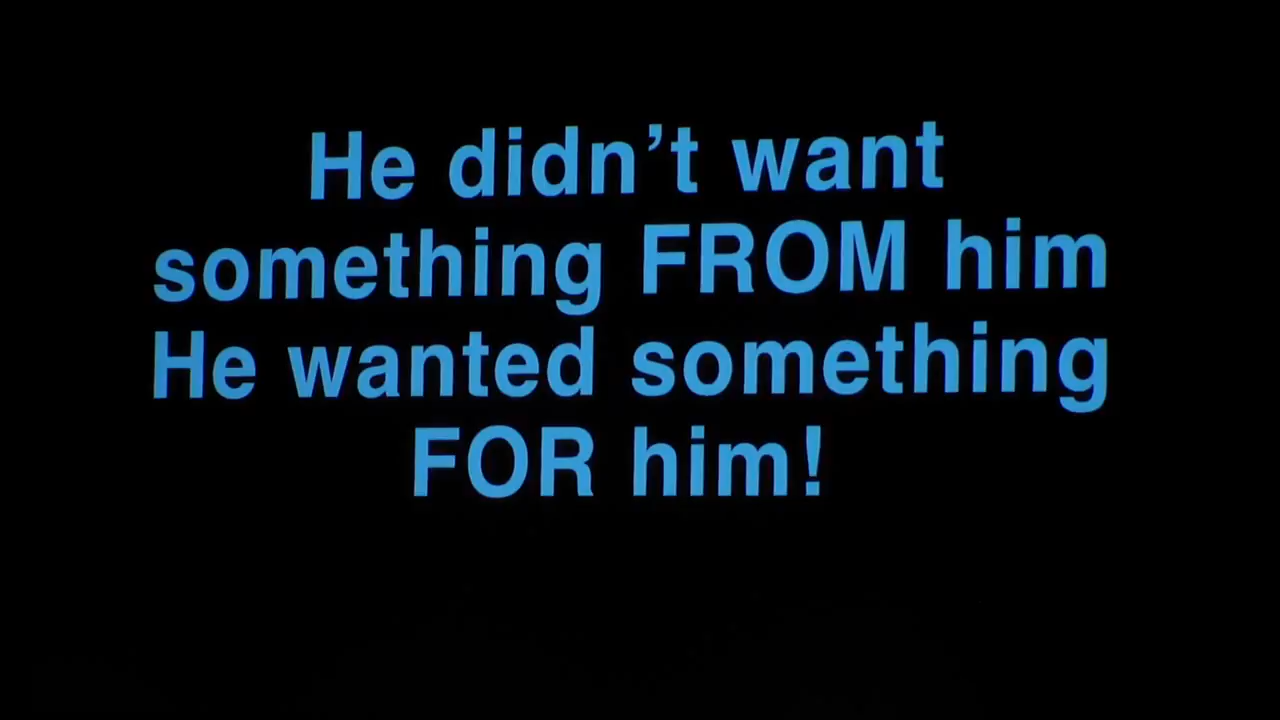 He didn’t want
something FROM him
He wanted something
FOR him!